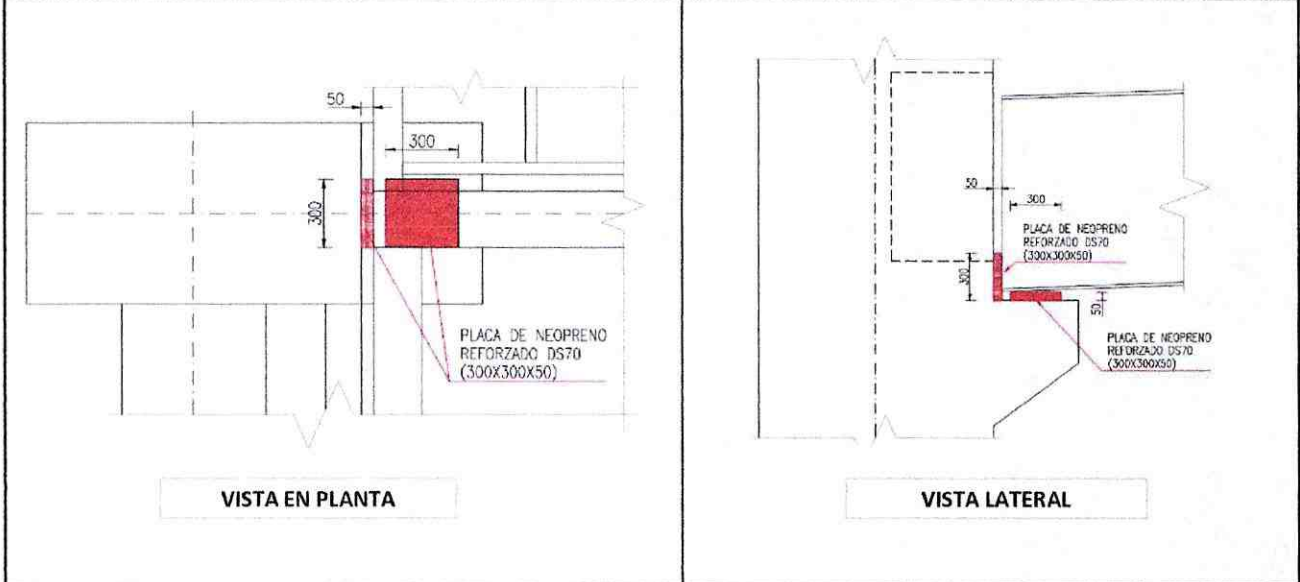 50
300
300
PLACA DE NEOPRENO
REFORZADO DS70
(300X300X50)
VISTA EN PLANTA
50
300
PLACA DE NEOPRENO
REFORZADO DS70
(300X300X50)
300
50
PLACA DE NEOPRENO
REFORZADO DS70
(300X300X50)
VISTA LATERAL